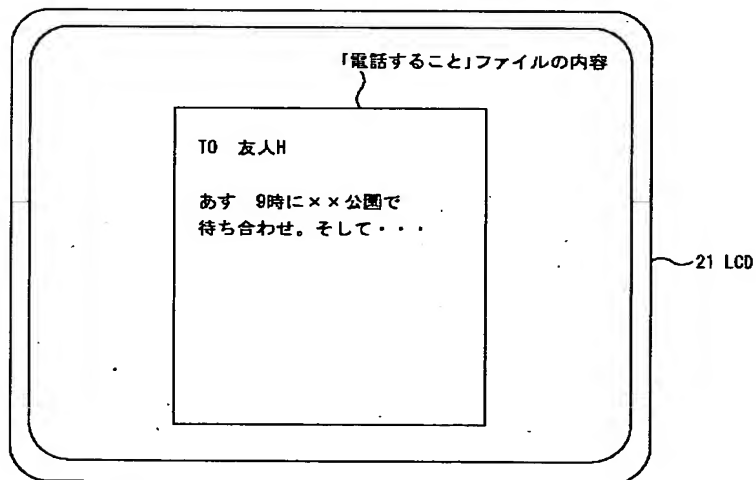 「電話すること」ファイルの内容
TO 友人H
あす 9時に××公園で
待ち合わせ。そして・・・
21 LCD